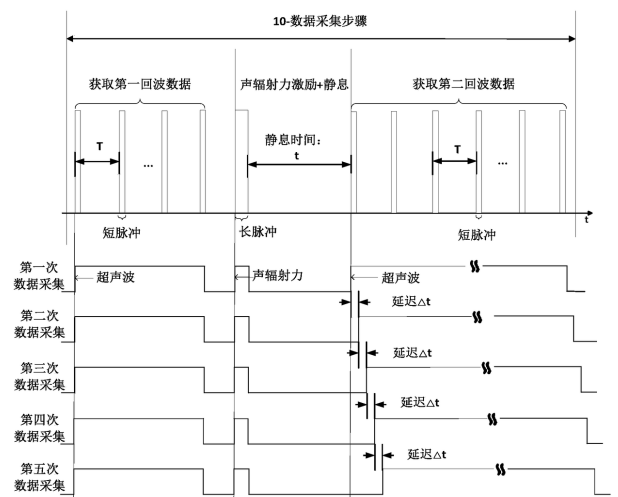 10-数据采集步骤
获取第一回波数据
声辐射力激励+静息
获取第二回波数据
静息时间：
t
T
...
T
...
t
短脉冲
长脉冲
短脉冲
第一次
数据采集
超声波
声辐射力
超声波
延迟△t
第二次
数据采集
延迟△t
第三次
数据采集
延迟△t
第四次
数据采集
延迟△t
第五次
数据采集